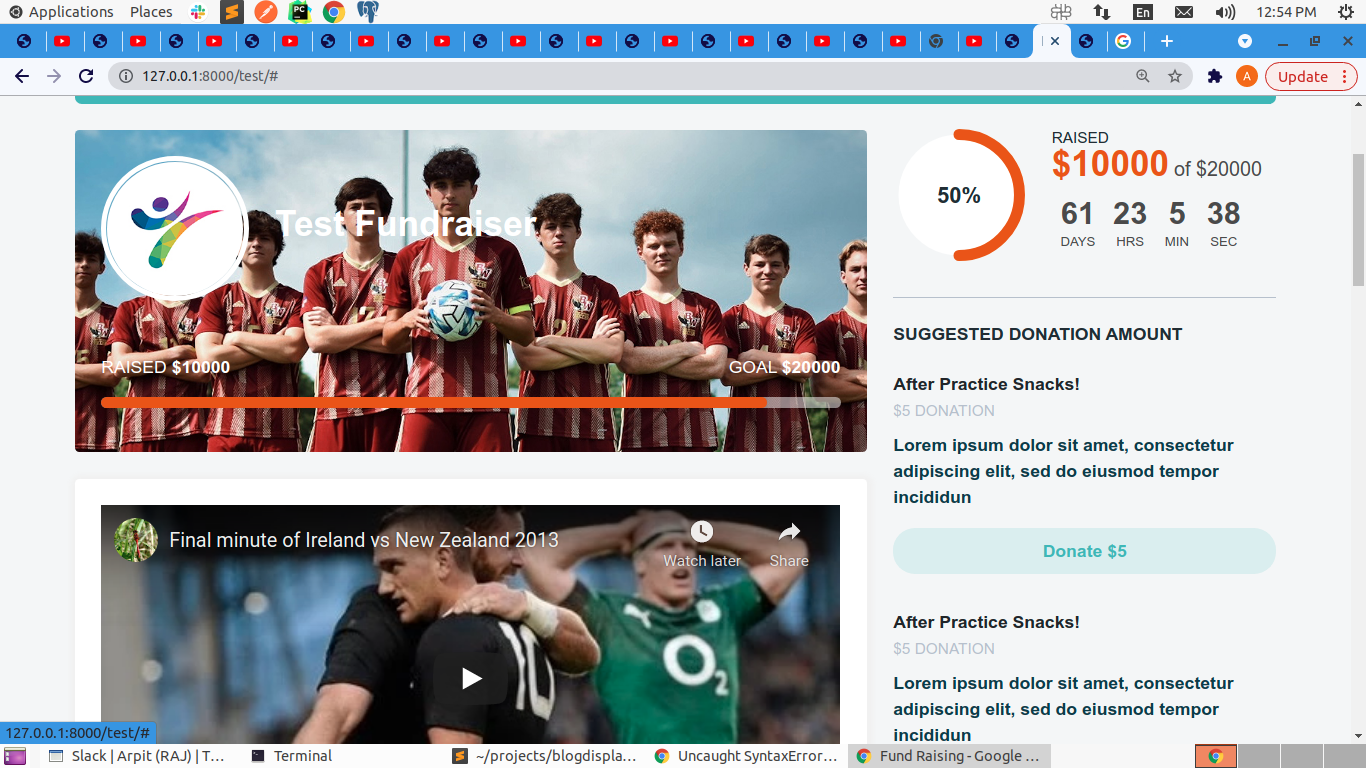 Applications Places
En
12:54 PM
127.0.0.1:8000/test/#
A
Update
Test Fundraiser
RAISED $10000
GOAL $20000
50%
RAISED
$10000 of $20000
61 23 5 38
DAYS HRS MIN SEC
SUGGESTED DONATION AMOUNT
After Practice Snacks!
$5 DONATION
Lorem ipsum dolor sit amet, consectetur
adipiscing elit, sed do eiusmod tempor
incididun
Donate $5
After Practice Snacks!
$5 DONATION
Lorem ipsum dolor sit amet, consectetur
adipiscing elit, sed do eiusmod tempor
incididun
Final minute of Ireland vs New Zealand 2013
Watch later
Share
10
O2
127.0.0.1:8000/test/#
Slack | Arpit (RAJ) | T...
Terminal
~/projects/blogdispla...
Uncaught SyntaxError...
Fund Raising - Google ...